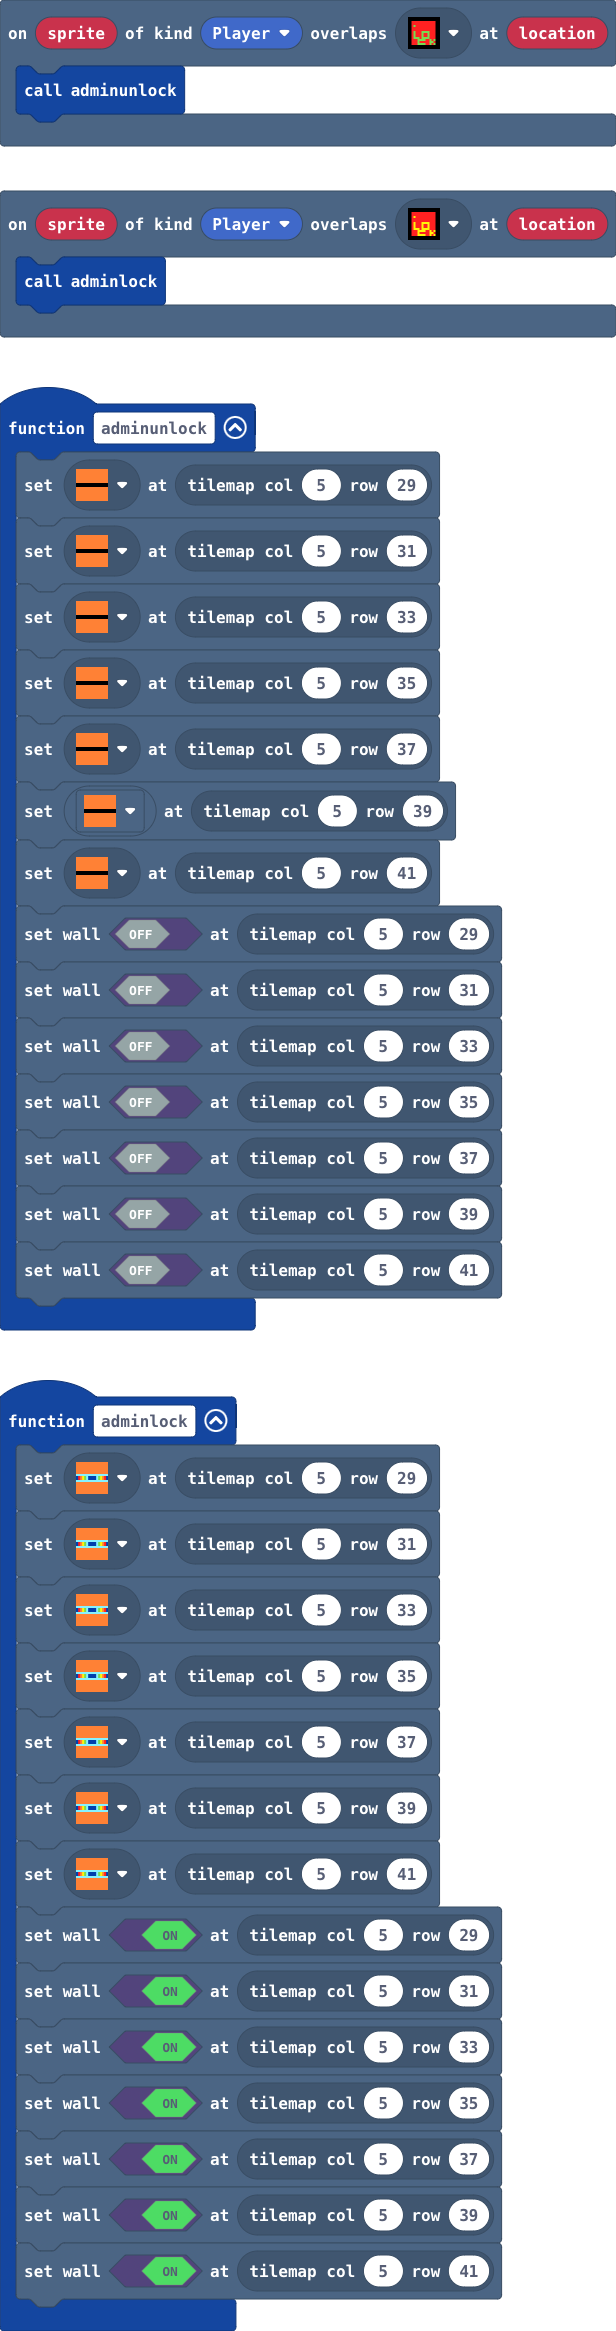 on sprite of kind Player overlaps at location
call adminunlock
on sprite of kind Player overlaps at location
call adminlock
function adminunlock
set at tilemap col 5 row 29
set at tilemap col 5 row 31
set at tilemap col 5 row 33
set at tilemap col 5 row 35
set at tilemap col 5 row 37
set at tilemap col 5 row 39
set at tilemap col 5 row 41
set wall OFF at tilemap col 5 row 29
set wall OFF at tilemap col 5 row 31
set wall OFF at tilemap col 5 row 33
set wall OFF at tilemap col 5 row 35
set wall OFF at tilemap col 5 row 37
set wall OFF at tilemap col 5 row 39
set wall OFF at tilemap col 5 row 41
function adminlock
set at tilemap col 5 row 29
set at tilemap col 5 row 31
set at tilemap col 5 row 33
set at tilemap col 5 row 35
set at tilemap col 5 row 37
set at tilemap col 5 row 39
set at tilemap col 5 row 41
set wall ON at tilemap col 5 row 29
set wall ON at tilemap col 5 row 31
set wall ON at tilemap col 5 row 33
set wall ON at tilemap col 5 row 35
set wall ON at tilemap col 5 row 37
set wall ON at tilemap col 5 row 39
set wall ON at tilemap col 5 row 41